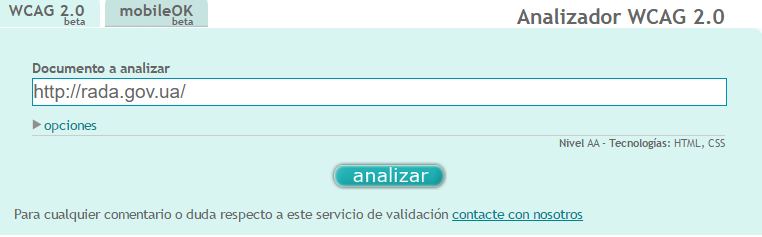 WCAG 2.0 beta
mobileOK beta
Analizador WCAG 2.0
Documento a analizar
http://rada.gov.ua/
opciones
Nivel AA - Tecnologías: HTML, CSS
analizar
Para cualquier comentario o duda respecto a este servicio de validación contacte con nosotros